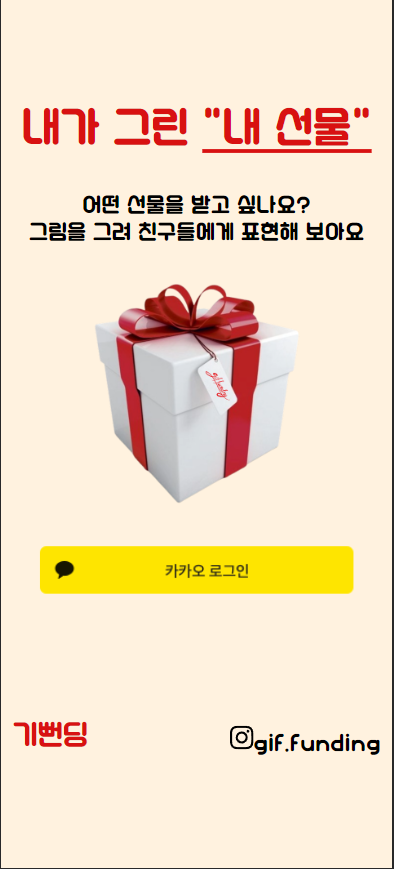 내가 그린 "내 선물"
어떤 선물을 받고 싶나요?
그림을 그려 친구들에게 표현해 보아요
카카오 로그인
기뻔딩
gif.funding